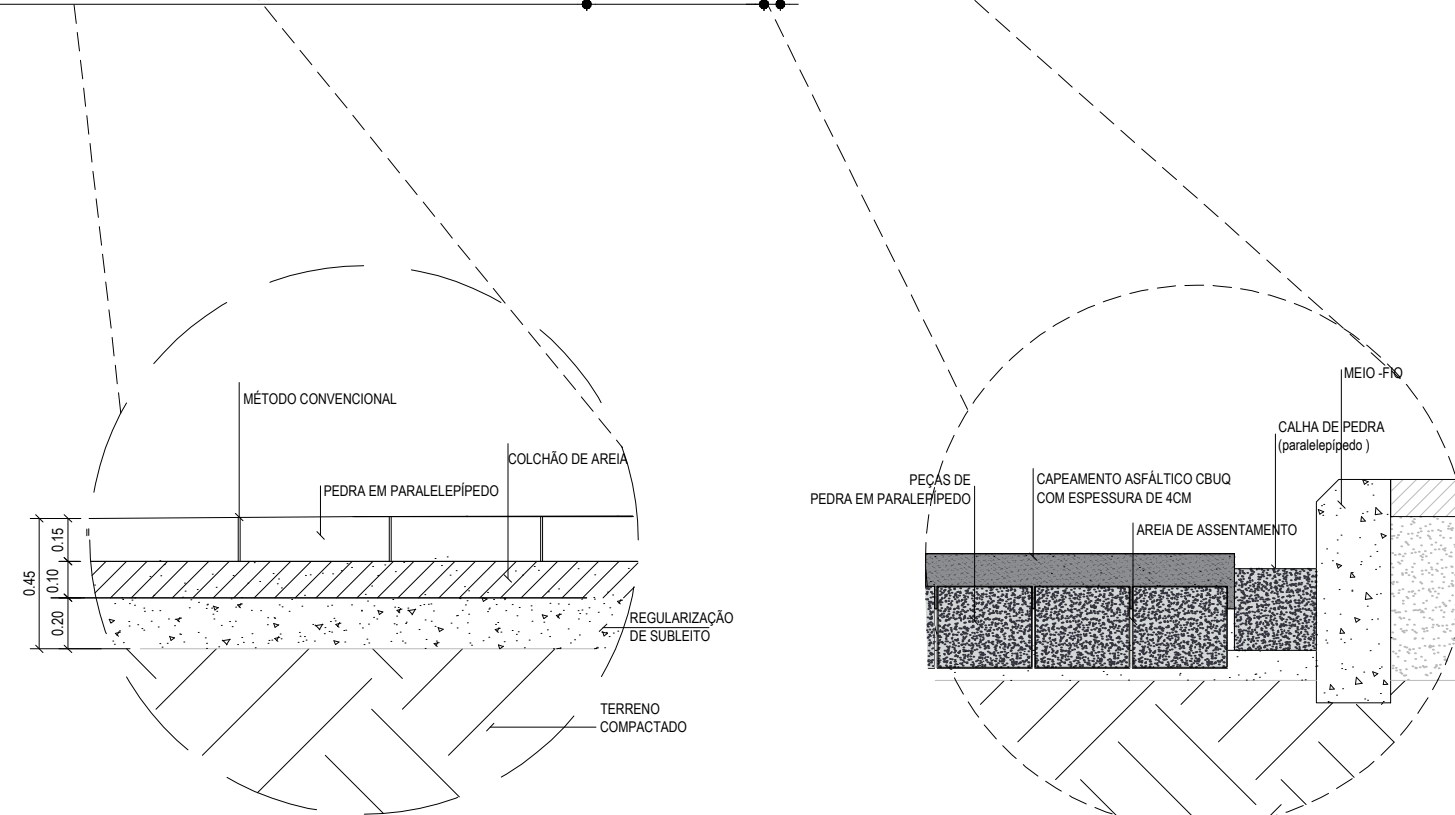 MÉTODO CONVENCIONAL
COLCHÃO DE AREIA
PEDRA EM PARALELEPÍPEDO
0.45
0.15
0.10
0.20
REGULARIZAÇÃO
DE SUBLEITO
TERRENO
COMPACTADO
MEIO -FIO
CALHA DE PEDRA
(paralelepípedo )
PEÇAS DE
PEDRA EM PARALEPÍPEDO
CAPEAMENTO ASFÁLTICO CBUQ
COM ESPESSURA DE 4CM
AREIA DE ASSENTAMENTO